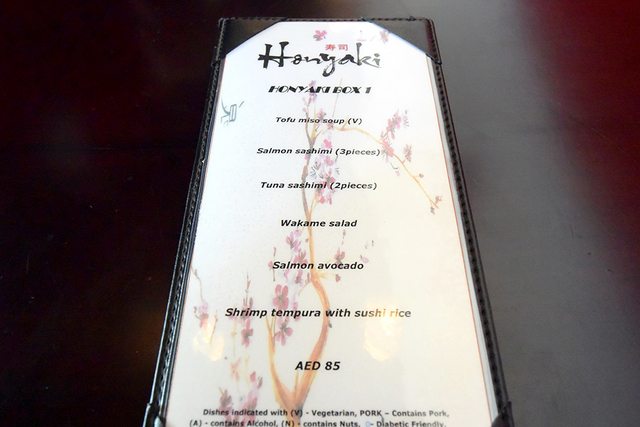 寿司
Honyaki
HONYAKI BOX 1
Tofu miso soup (V)
Salmon sashimi (3pieces)
Tuna sashimi (2pieces)
Wakame salad
Salmon avocado
Shrimp tempura with sushi rice
AED 85
Dishes indicated with (V) - Vegetarian, PORK – Contains Pork,
(A) - contains Alcohol, (N) - contains Nuts, - Diabetic Friendly,